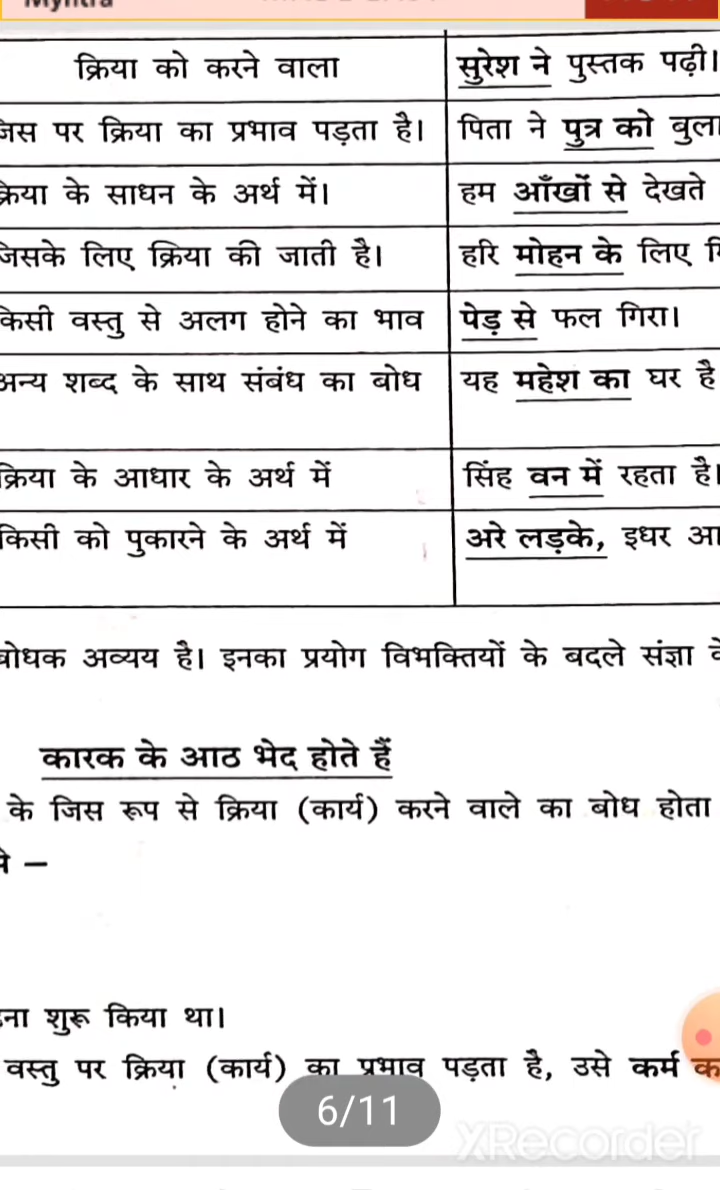 Myntra
क्रिया को करने वाला सुरेश ने पुस्तक पढ़ी।
पर क्रिया का प्रभाव पड़ता है। पिता ने पुत्र को
के साधन के अर्थ में। हम आँखों से देखते
लिए क्रिया की जाती है। हरि मोहन के लिए
किसी वस्तु से अलग होने का भाव पेड़ से फल गिरा।
अन्य शब्द के साथ संबंध का बोध यह महेश का घर है
क्रिया के आधार के अर्थ में सिंह वन में रहता है।
किसी को पुकारने के अर्थ में अरे लड़के, इधर
अव्यय है। इनका प्रयोग विभक्तियों के बदले संज्ञा
कारक के आठ भेद होते हैं
के जिस रूप से क्रिया (कार्य) करने वाले का बोध होता
–
शुरू किया था।
वस्तु पर क्रिया (कार्य) का प्रभाव पड़ता है, उसे कर्म
6/11
XRecorder